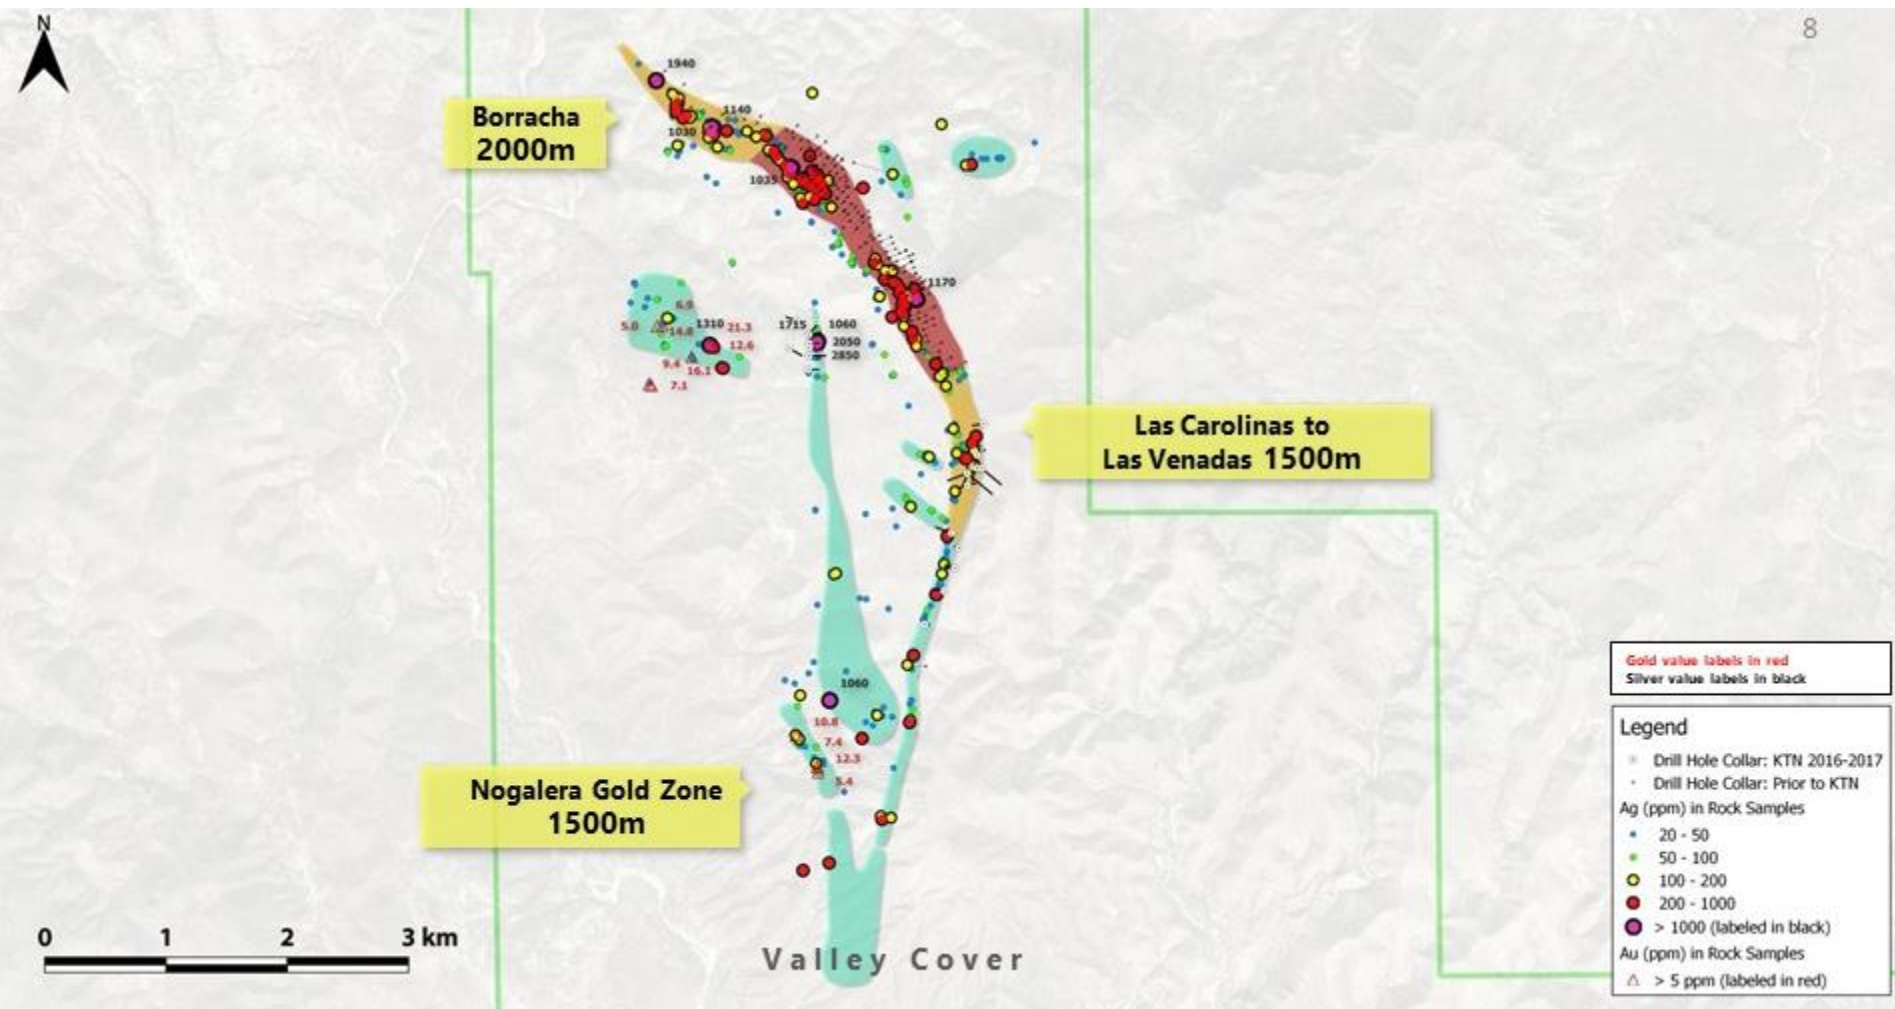 N
8
1940
Borracha
2000m
1140
1030
1035
1170
6.9
5.0
14.8
1310
21.3
1715
1060
12.6
2050
2850
9.4
16.1
7.1
Las Carolinas to
Las Venadas 1500m
1060
10.8
7.4
12.3
5.4
Nogalera Gold Zone
1500m
Gold value labels in red
Silver value labels in black
Legend
Drill Hole Collar: KTN 2016-2017
Drill Hole Collar: Prior to KTN
Ag (ppm) in Rock Samples
20 - 50
50 - 100
100 - 200
200 - 1000
> 1000 (labeled in black)
Au (ppm) in Rock Samples
> 5 ppm (labeled in red)
0 1 2 3 km
Valley Cover